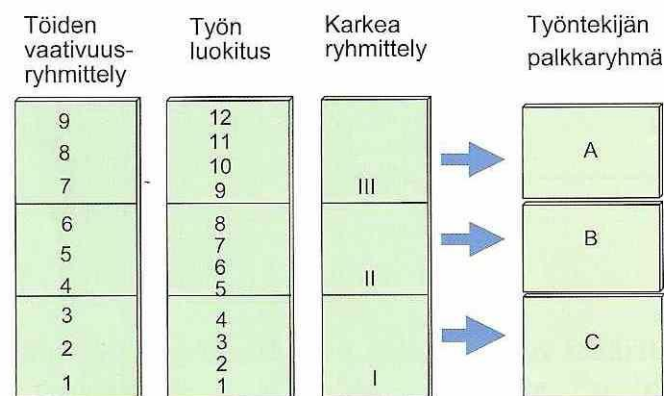 Töiden
vaativuus-
ryhmittely
Työn
luokitus
Karkea
ryhmittely
Työntekijän
palkkaryhmä
9
8
7
6
5
4
3
2
1
12
11
10
9
8
7
6
5
4
3
2
1
III
II
I
A
B
C